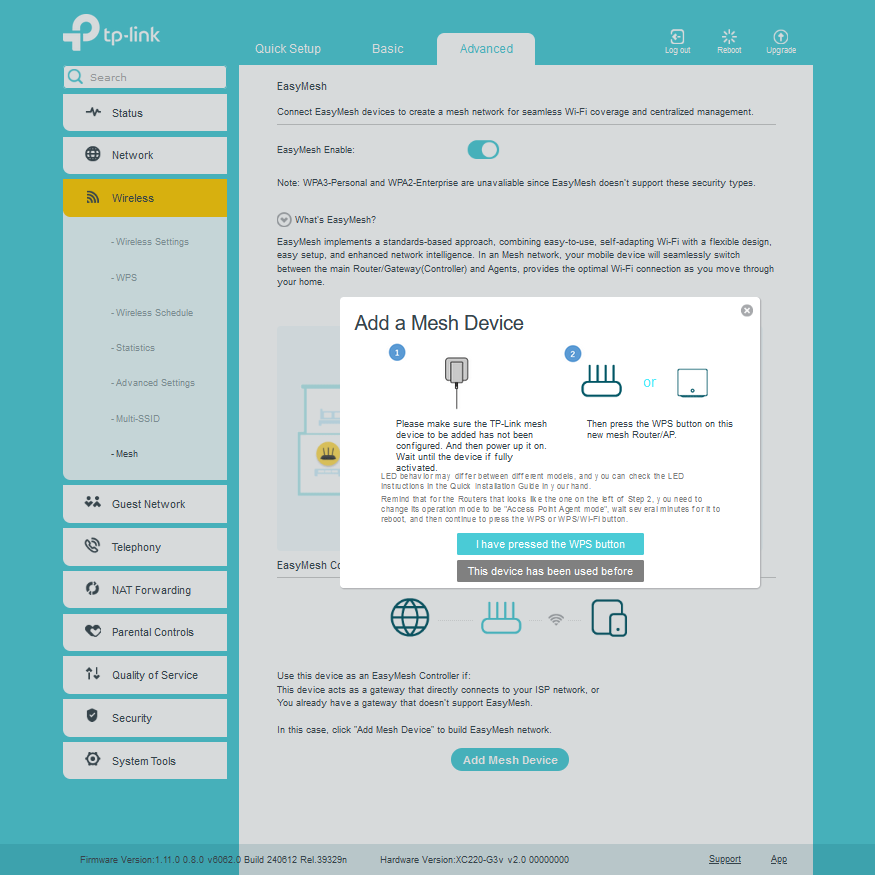 tp-link
Quick Setup
Basic
Advanced
Log out
Reboot
Upgrade
Search
Status
Network
Wireless
- Wireless Settings
- WPS
- Wireless Schedule
- Statistics
- Advanced Settings
- Multi-SSID
- Mesh
Guest Network
Telephony
NAT Forwarding
Parental Controls
Quality of Service
Security
System Tools
EasyMesh
Connect EasyMesh devices to create a mesh network for seamless Wi-Fi coverage and centralized management.
EasyMesh Enable:
Note: WPA3-Personal and WPA2-Enterprise are unavaliable since EasyMesh doesn't support these security types.
What's EasyMesh?
EasyMesh implements a standards-based approach, combining easy-to-use, self-adapting Wi-Fi with a flexible design,
easy setup, and enhanced network intelligence. In an Mesh network, your mobile device will seamlessly switch
between the main Router/Gateway(Controller) and Agents, provides the optimal Wi-Fi connection as you move through
your home.
Add a Mesh Device
1
2
or
Please make sure the TP-Link mesh
device to be added has not been
configured. And then power up it on.
Wait until the device if fully
activated.
Then press the WPS button on this
new mesh Router/AP.
LED behavior may differ between different models, and you can check the LED
instructions in the Quick Installation Guide in your hand.
Remind that for the Routers that looks like the one on the left of Step 2, you need to
change its operation mode to be "Access Point Agent mode", wait several minutes for it to
reboot, and then continue to press the WPS or WPS/Wi-Fi button.
I have pressed the WPS button
This device has been used before
EasyMesh Co
Use this device as an EasyMesh Controller if:
This device acts as a gateway that directly connects to your ISP network, or
You already have a gateway that doesn't support EasyMesh.
In this case, click "Add Mesh Device" to build EasyMesh network.
Add Mesh Device
Firmware Version:1.11.0 0.8.0 v6062.0 Build 240612 Rel.39329n
Hardware Version:XC220-G3v v2.0 00000000
Support
App